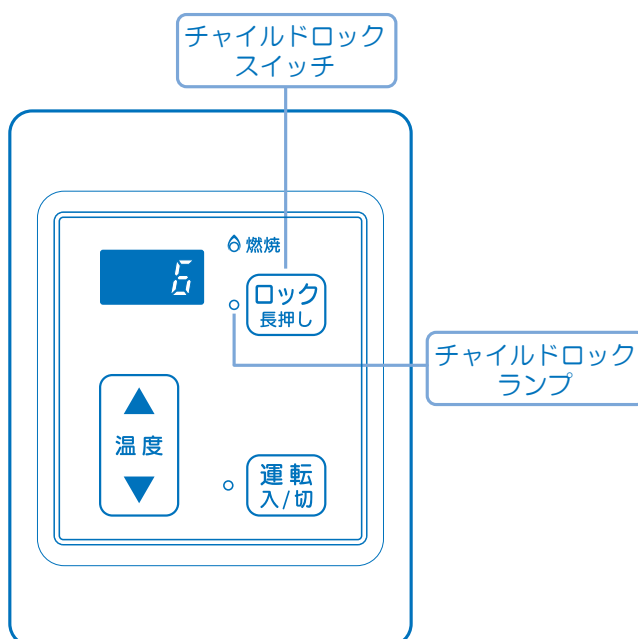 チャイルドロック
スイッチ
燃焼
6
ロック
長押し
チャイルドロック
ランプ
温度
運転
入/切